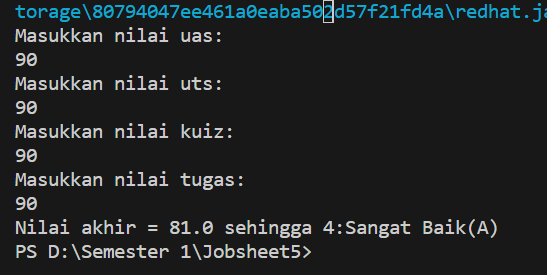 torage\80794047ee461a0eaba502d57f21fd4a\redhat.ja
Masukkan nilai uas:
90
Masukkan nilai uts:
90
Masukkan nilai kuiz:
90
Masukkan nilai tugas:
90
Nilai akhir = 81.0 sehingga 4:Sangat Baik(A)
PS D:\Semester 1\Jobsheet5>